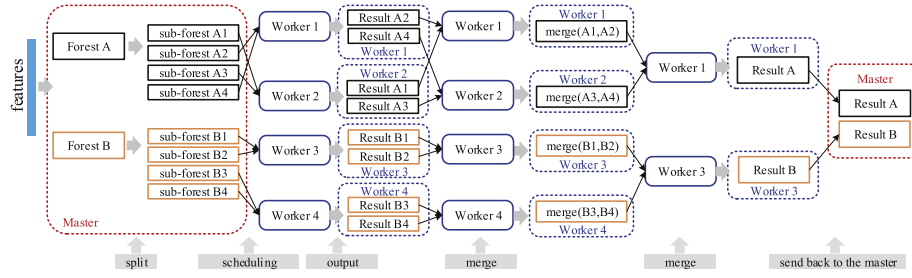 features
Forest A
sub-forest A1
sub-forest A2
sub-forest A3
sub-forest A4
Forest B
sub-forest B1
sub-forest B2
sub-forest B3
sub-forest B4
Master
Worker 1
Worker 2
Worker 3
Worker 4
Result A2
Result A4
Worker 1
Worker 2
Result A1
Result A3
Result B1
Result B2
Worker 3
Worker 4
Result B3
Result B4
Worker 1
Worker 2
Worker 3
Worker 4
Worker 1
merge(A1,A2)
Worker 2
merge(A3,A4)
merge(B1,B2)
Worker 3
merge(B3,B4)
Worker 4
Worker 1
Worker 3
Worker 1
Result A
Result B
Worker 3
Master
Result A
Result B
split
scheduling
output
merge
merge
send back to the master